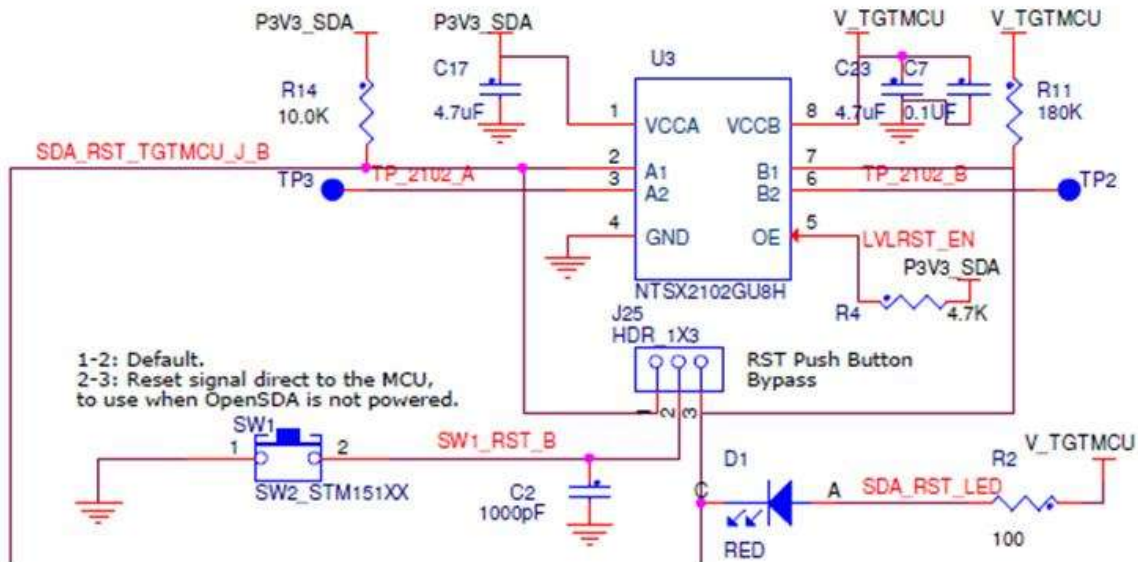 P3V3_SDA
P3V3_SDA
V_TGTMCU
V_TGTMCU
U3
R14
10.0K
C17
4.7uF
C23
4.7uF
C7
0.1UF
R11
180K
1
VCCA
VCCB
8
SDA_RST_TGTMCU_J_B
2
A1
B1
7
TP3
TP_2102_A
3
A2
B2
6
TP_2102_B
TP2
4
GND
OE
5
LVLRST_EN
P3V3_SDA
NTSX2102GU8H
R4
4.7K
J25
HDR_1X3
1-2: Default.
2-3: Reset signal direct to the MCU,
to use when OpenSDA is not powered.
RST Push Button
Bypass
1
2
3
SW1
1
2
SW1_RST_B
SW2_STM151XX
C2
1000pF
D1
C
A
RED
SDA_RST_LED
R2
100
V_TGTMCU